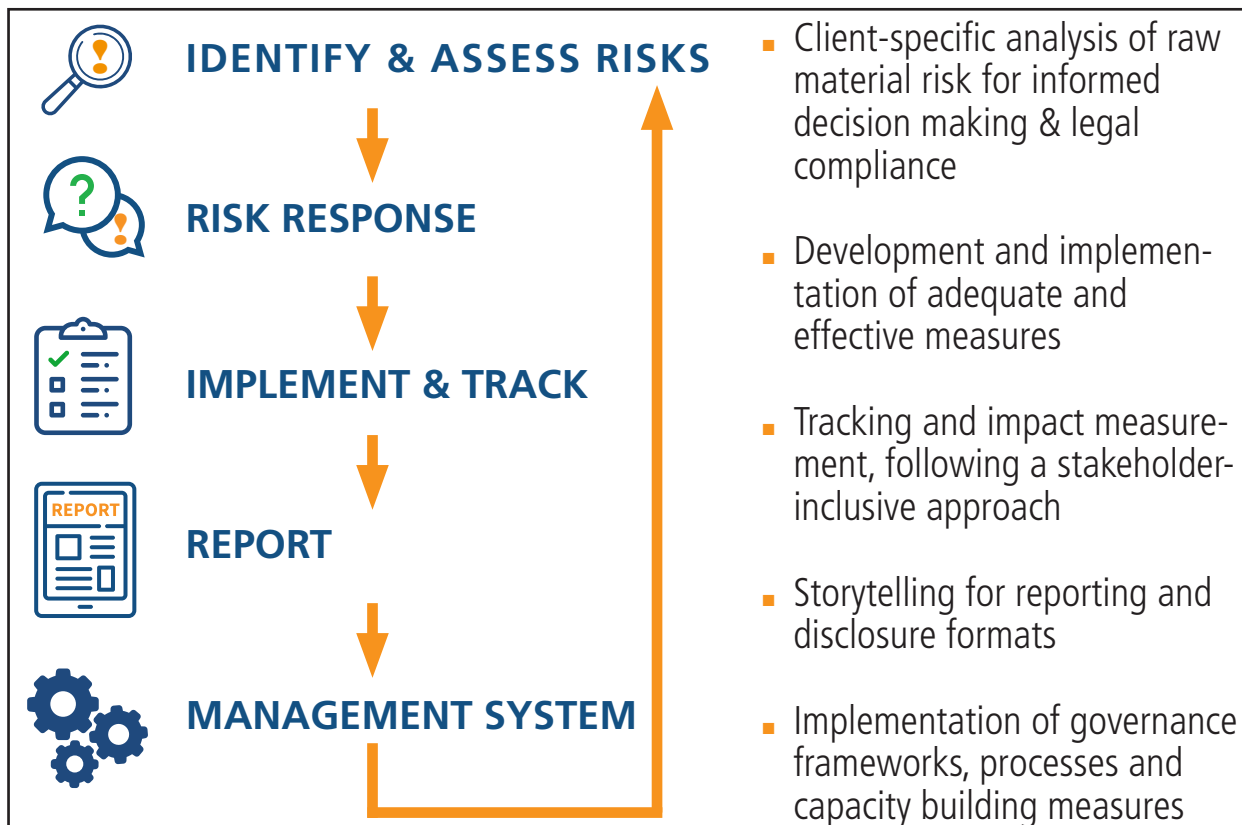 IDENTIFY & ASSESS RISKS
RISK RESPONSE
IMPLEMENT & TRACK
REPORT
REPORT
MANAGEMENT SYSTEM
▪ Client-specific analysis of raw
material risk for informed
decision making & legal
compliance
▪ Development and implemen-
tation of adequate and
effective measures
▪ Tracking and impact measure-
ment, following a stakeholder-
inclusive approach
▪ Storytelling for reporting and
disclosure formats
▪ Implementation of governance
frameworks, processes and
capacity building measures